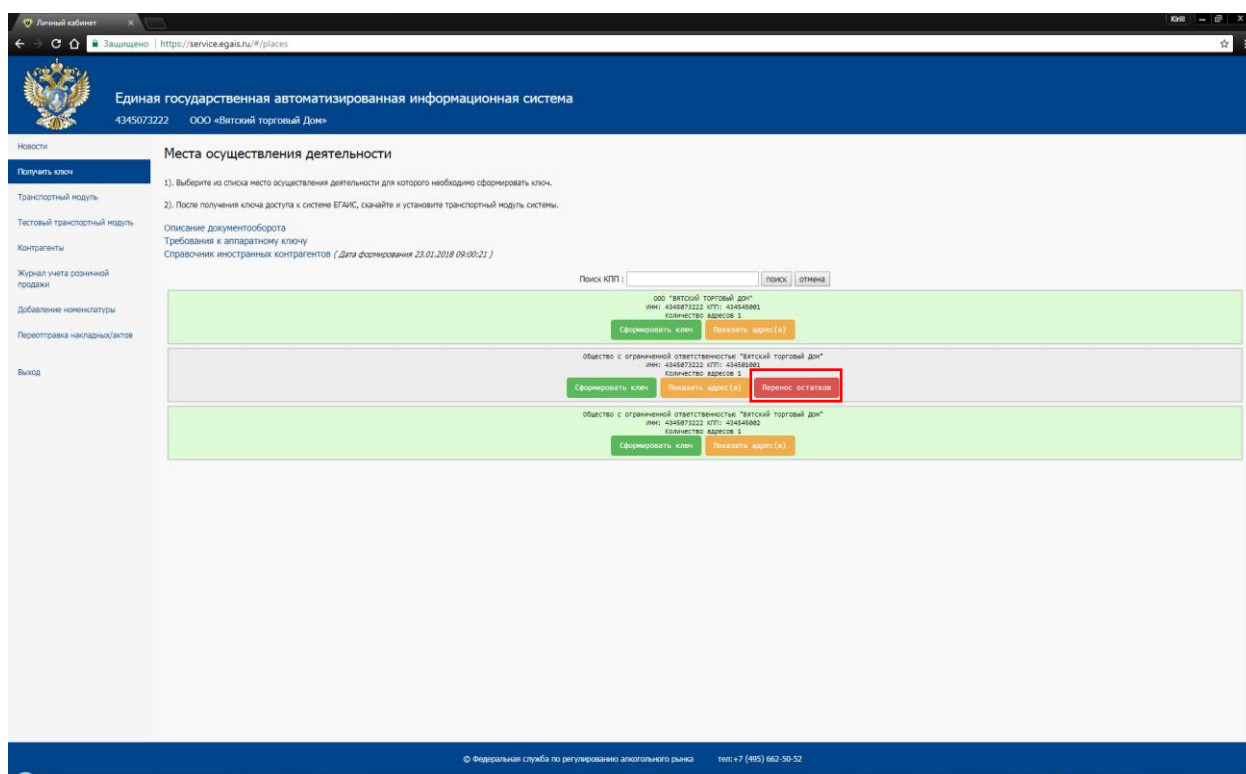 Личный кабинет
Kirill
Защищено https://service.egais.ru/#/places
Единая государственная автоматизированная информационная система
4345073222 ООО «Вятский торговый Дом»
Новости
Получить ключ
Транспортный модуль
Тестовый транспортный модуль
Контрагенты
Журнал учета розничной
продажи
Добавление номенклатуры
Переотправка накладных/актов
Выход
Места осуществления деятельности
1). Выберите из списка место осуществления деятельности для которого необходимо сформировать ключ.
2). После получения ключа доступа к системе ЕГАИС, скачайте и установите транспортный модуль системы.
Описание документооборота
Требования к аппаратному ключу
Справочник иностранных контрагентов ( Дата формирования 23.01.2018 09:00:21 )
Поиск КПП : поиск отмена
ООО "ВЯТСКИЙ ТОРГОВЫЙ ДОМ"
ИНН: 4345073222 КПП: 434545001
Количество адресов 1
Сформировать ключ Показать адрес(а)
Общество с ограниченной ответственностью "Вятский торговый Дом"
ИНН: 4345073222 КПП: 434501001
Количество адресов 1
Сформировать ключ Показать адрес(а) Перенос остатков
Общество с ограниченной ответственностью "Вятский торговый Дом"
ИНН: 4345073222 КПП: 434545002
Количество адресов 1
Сформировать ключ Показать адрес(а)
© Федеральная служба по регулированию алкогольного рынка тел:+7 (495) 662-50-52